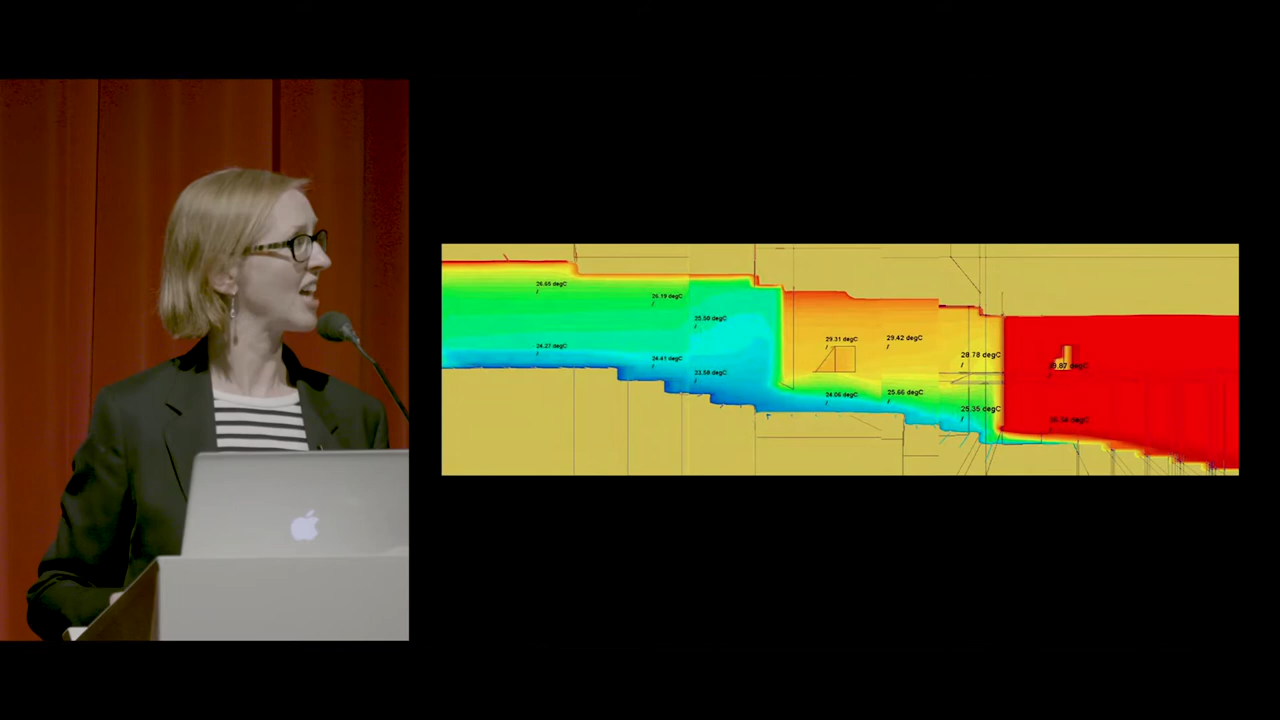 26.65 degC
26.19 degC
25.50 degC
24.27 degC
24.41 degC
23.58 degC
29.31 degC
29.42 degC
28.78 degC
24.06 degC
25.66 degC
25.35 degC